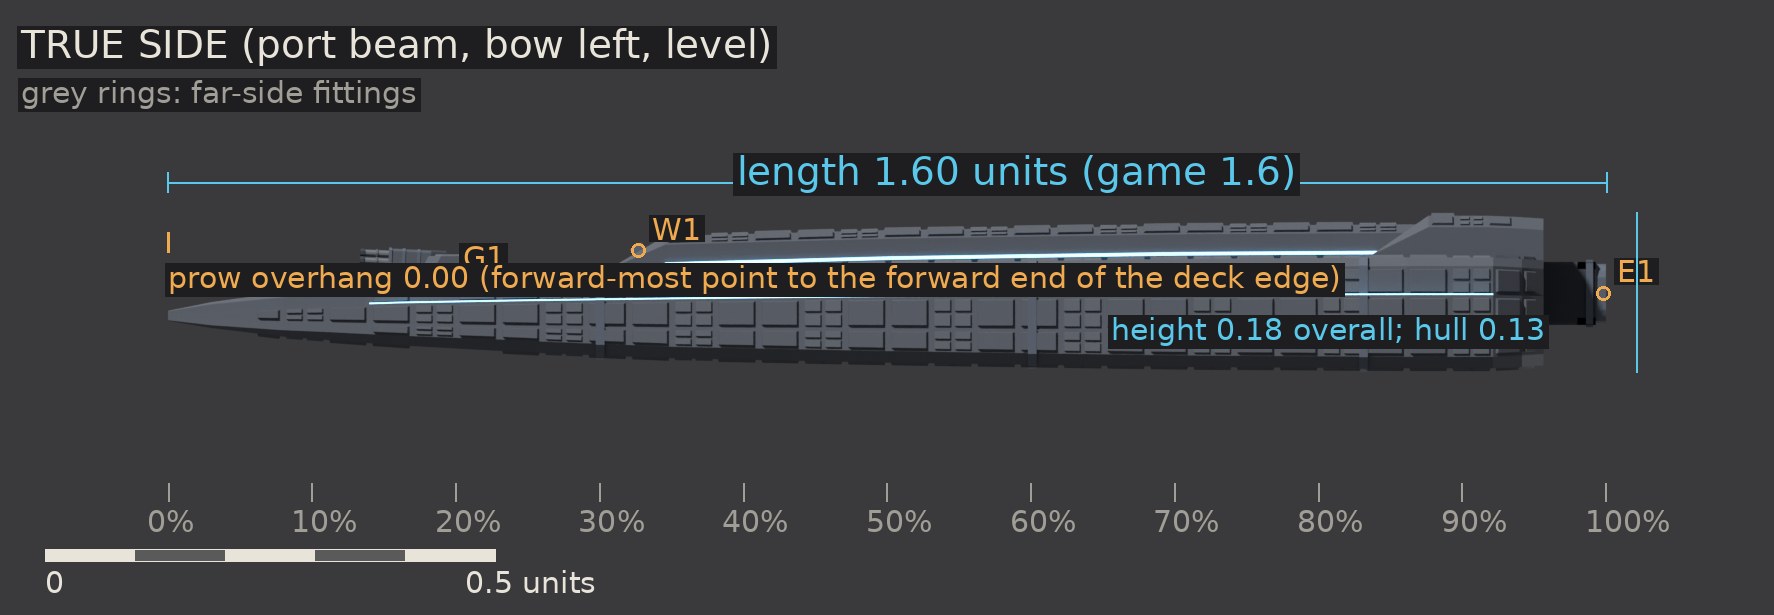 TRUE SIDE (port beam, bow left, level)
grey rings: far-side fittings
length 1.60 units (game 1.6)
W1
G1
prow overhang 0.00 (forward-most point to the forward end of the deck edge)
E1
height 0.18 overall; hull 0.13
0% 10% 20% 30% 40% 50% 60% 70% 80% 90% 100%
0 0.5 units